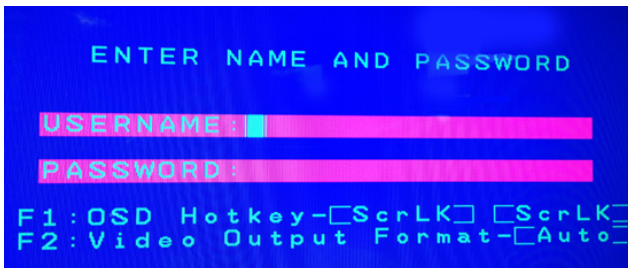 ENTER NAME AND PASSWORD
USERNAME:
PASSWORD:
F1:OSD Hotkey-[ScrLK] [ScrLK]
F2:Video Output Format-[Auto]